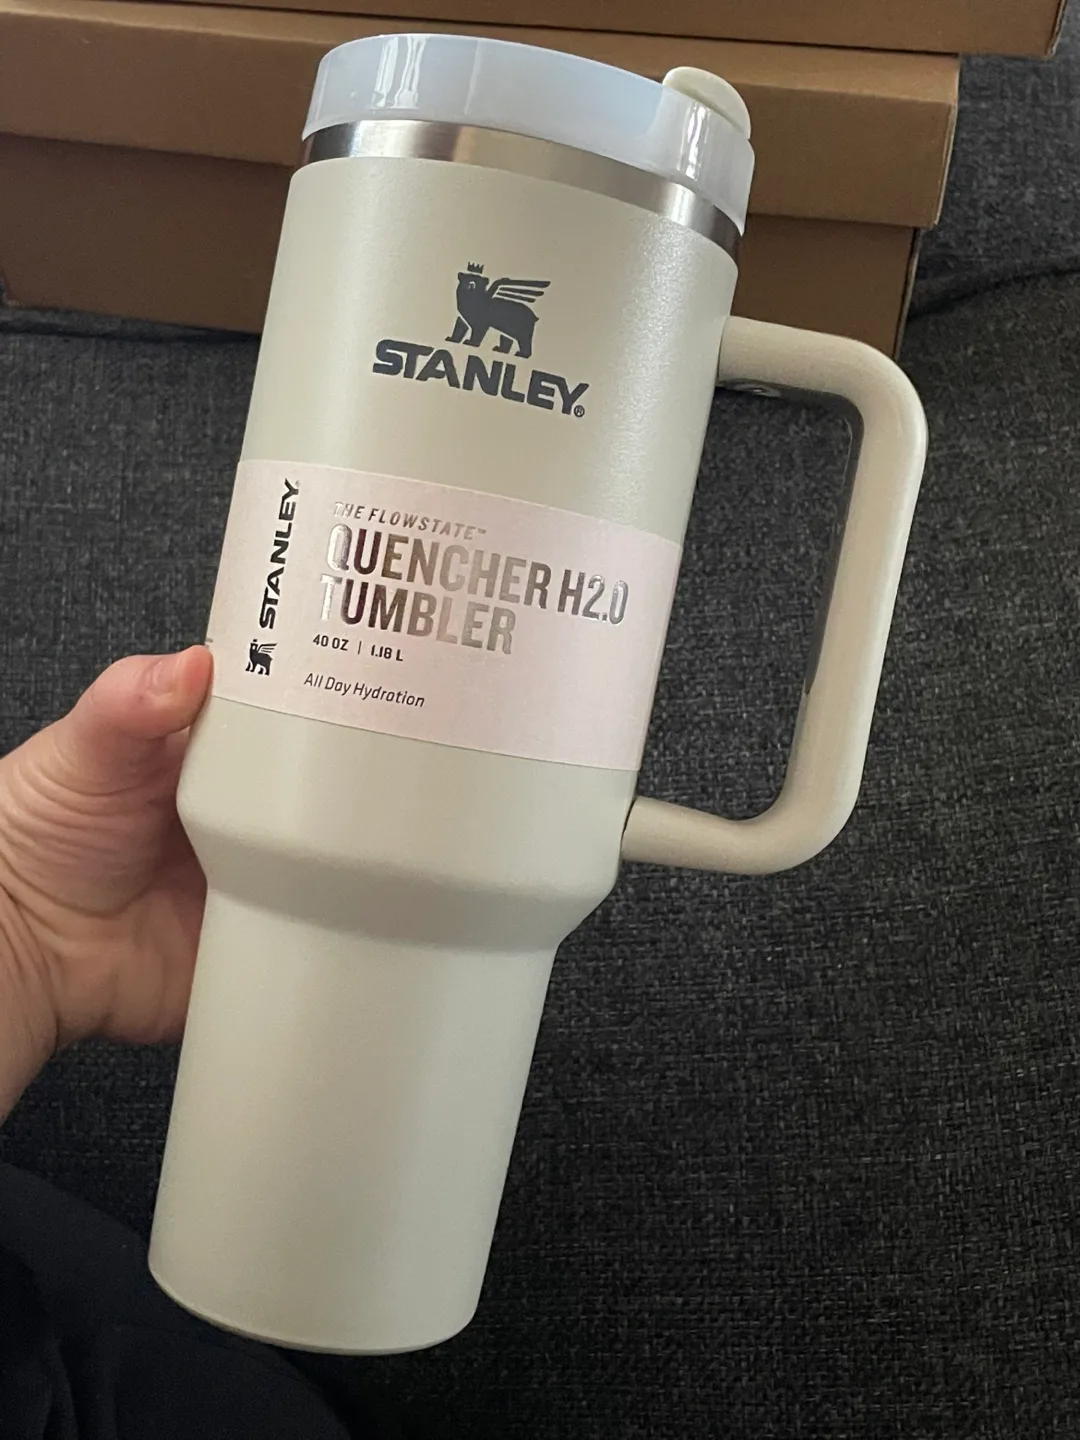 STANLEY®
STANLEY
THE FLOWSTATE™
QUENCHER H2.0
TUMBLER
40 OZ | 1.18 L
All Day Hydration